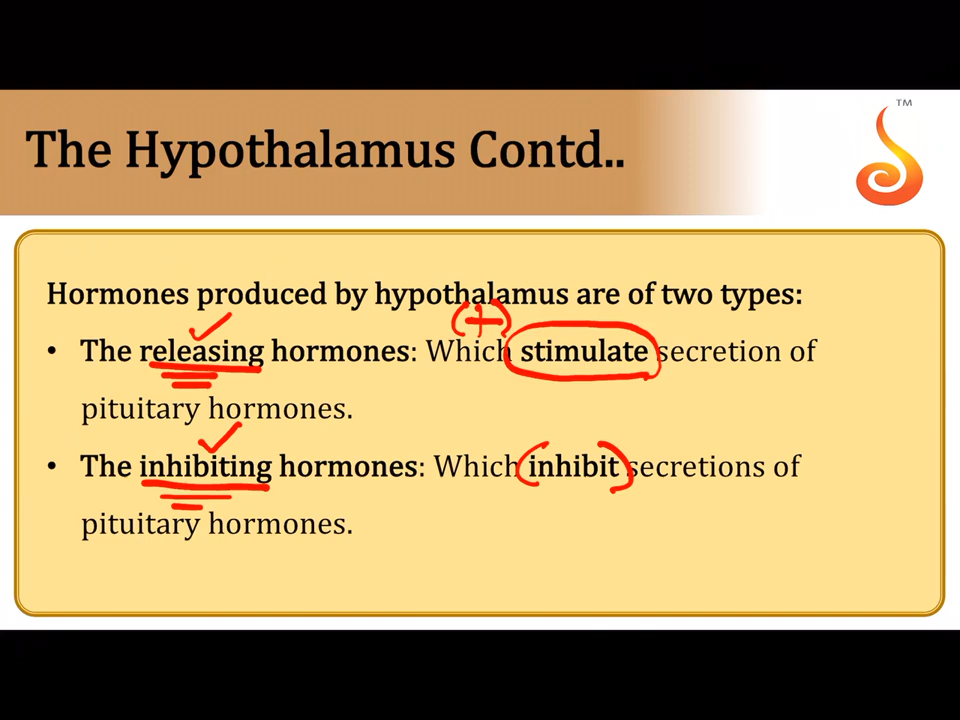 TM
The Hypothalamus Contd..
Hormones produced by hypothalamus are of two types:
(+)
• The releasing hormones: Which stimulate secretion of
pituitary hormones.
• The inhibiting hormones: Which (inhibit) secretions of
pituitary hormones.